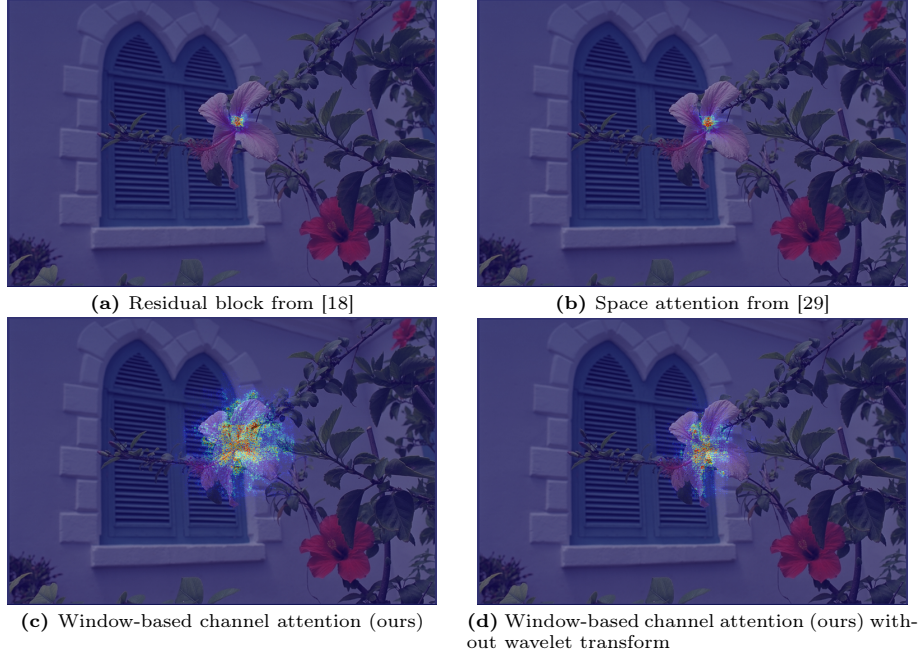 (a) Residual block from [18]
(b) Space attention from [29]
(c) Window-based channel attention (ours)
(d) Window-based channel attention (ours) with-
out wavelet transform